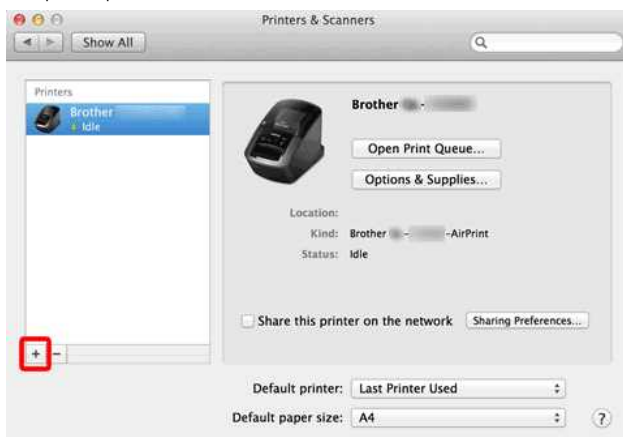 Printers & Scanners
Show All
Printers
Brother
Idle
Brother -
Open Print Queue...
Options & Supplies...
Location:
Kind: Brother - -AirPrint
Status: Idle
Share this printer on the network Sharing Preferences...
+ -
Default printer: Last Printer Used
Default paper size: A4 ?